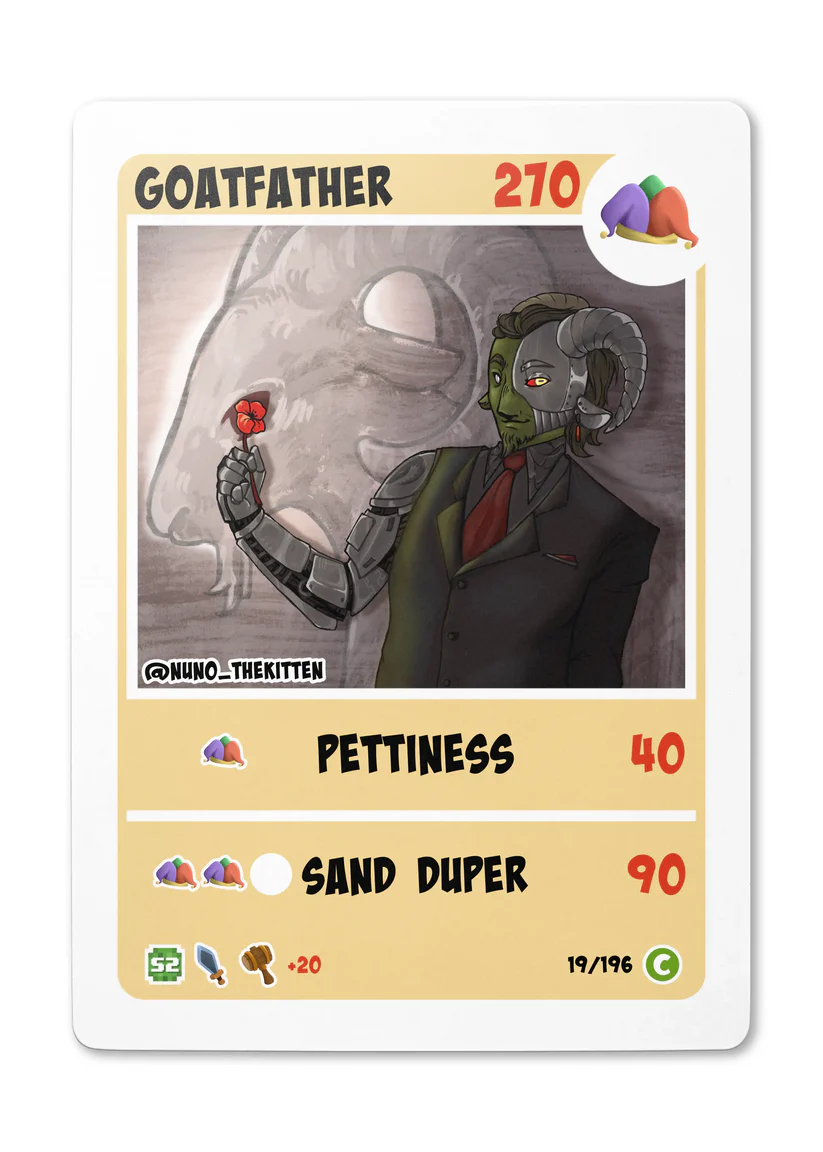 GOATFATHER 270
@NUNO_THEKITTEN
PETTINESS 40
SAND DUPER 90
S2 +20 19/196 C